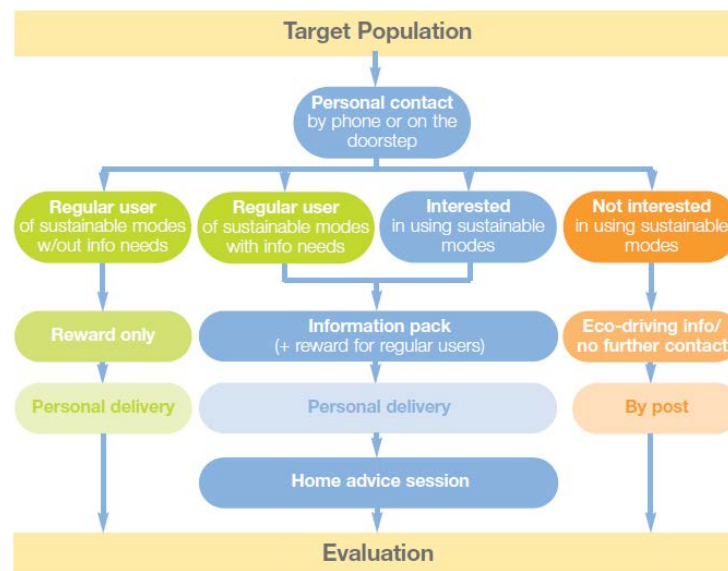 Target Population
Personal contact
by phone or on the
doorstep
Regular user
of sustainable modes
w/out info needs
Regular user
of sustainable modes
with info needs
Interested
in using sustainable
modes
Not interested
in using sustainable
modes
Reward only
Information pack
(+ reward for regular users)
Eco-driving info/
no further contact
Personal delivery
Personal delivery
By post
Home advice session
Evaluation